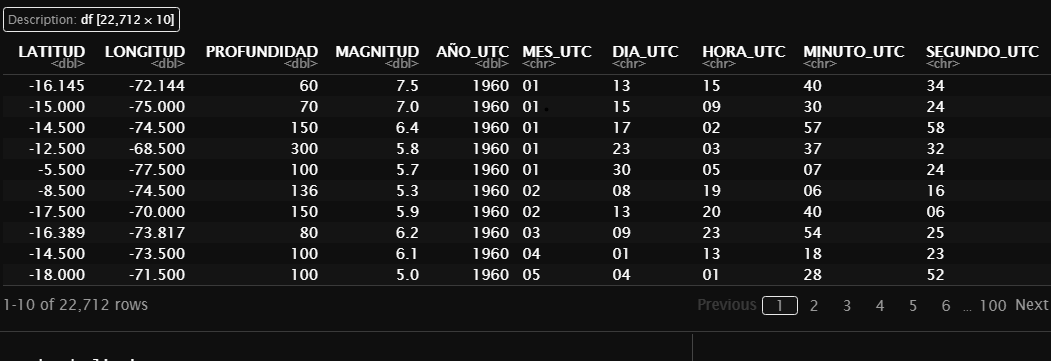 Description: df [22,712 × 10]
LATITUD LONGITUD PROFUNDIDAD MAGNITUD AÑO_UTC MES_UTC DIA_UTC HORA_UTC MINUTO_UTC SEGUNDO_UTC
<dbl> <dbl> <dbl> <dbl> <dbl> <chr> <chr> <chr> <chr> <chr>
-16.145 -72.144 60 7.5 1960 01 13 15 40 34
-15.000 -75.000 70 7.0 1960 01 15 09 30 24
-14.500 -74.500 150 6.4 1960 01 17 02 57 58
-12.500 -68.500 300 5.8 1960 01 23 03 37 32
-5.500 -77.500 100 5.7 1960 01 30 05 07 24
-8.500 -74.500 136 5.3 1960 02 08 19 06 16
-17.500 -70.000 150 5.9 1960 02 13 20 40 06
-16.389 -73.817 80 6.2 1960 03 09 23 54 25
-14.500 -73.500 100 6.1 1960 04 01 13 18 23
-18.000 -71.500 100 5.0 1960 05 04 01 28 52
1-10 of 22,712 rows Previous 1 2 3 4 5 6 ... 100 Next